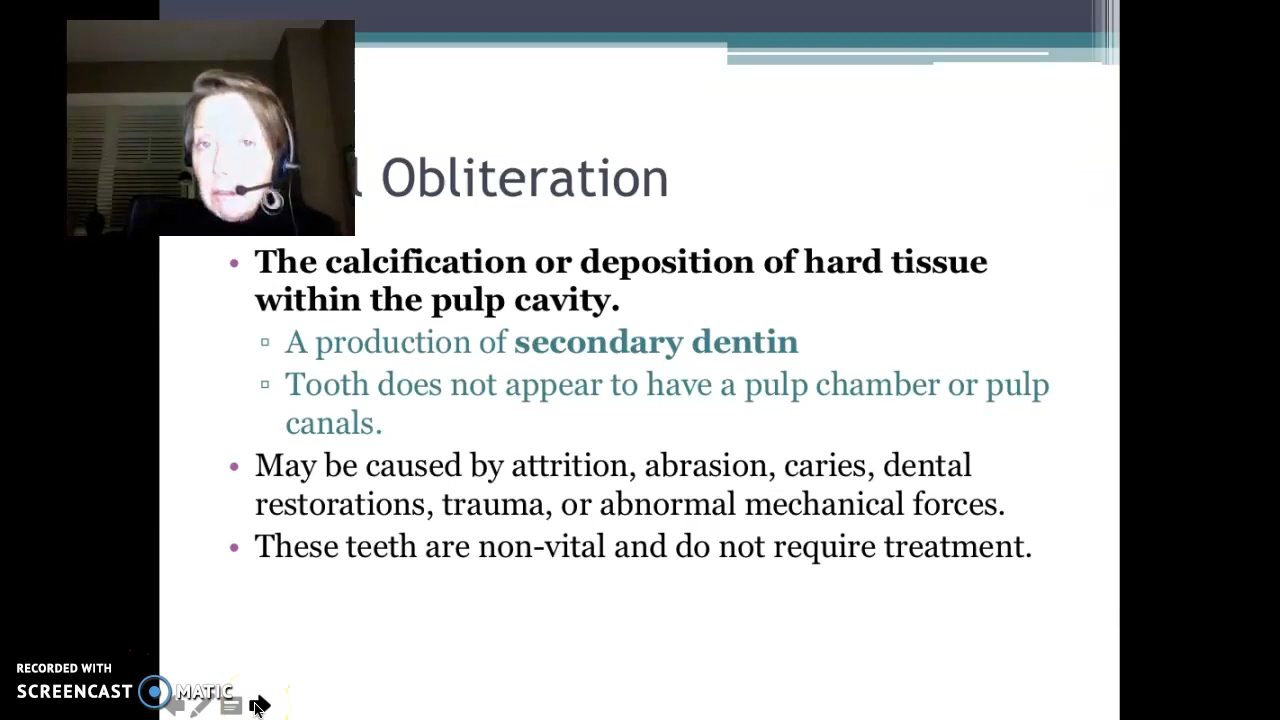 Obliteration
• The calcification or deposition of hard tissue
within the pulp cavity.
▫ A production of secondary dentin
▫ Tooth does not appear to have a pulp chamber or pulp
canals.
• May be caused by attrition, abrasion, caries, dental
restorations, trauma, or abnormal mechanical forces.
• These teeth are non-vital and do not require treatment.
RECORDED WITH
SCREENCAST MATIC